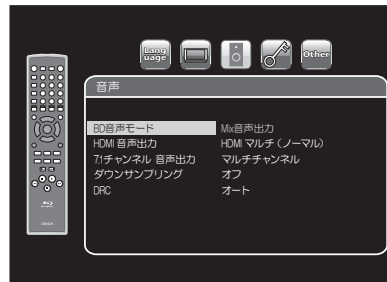 Lang
uage
Other
音声
BD音声モード Mix音声出力
HDMI 音声出力 HDMI マルチ（ノーマル）
7.1チャンネル 音声出力 マルチチャンネル
ダウンサンプリング オフ
DRC オート
DENON